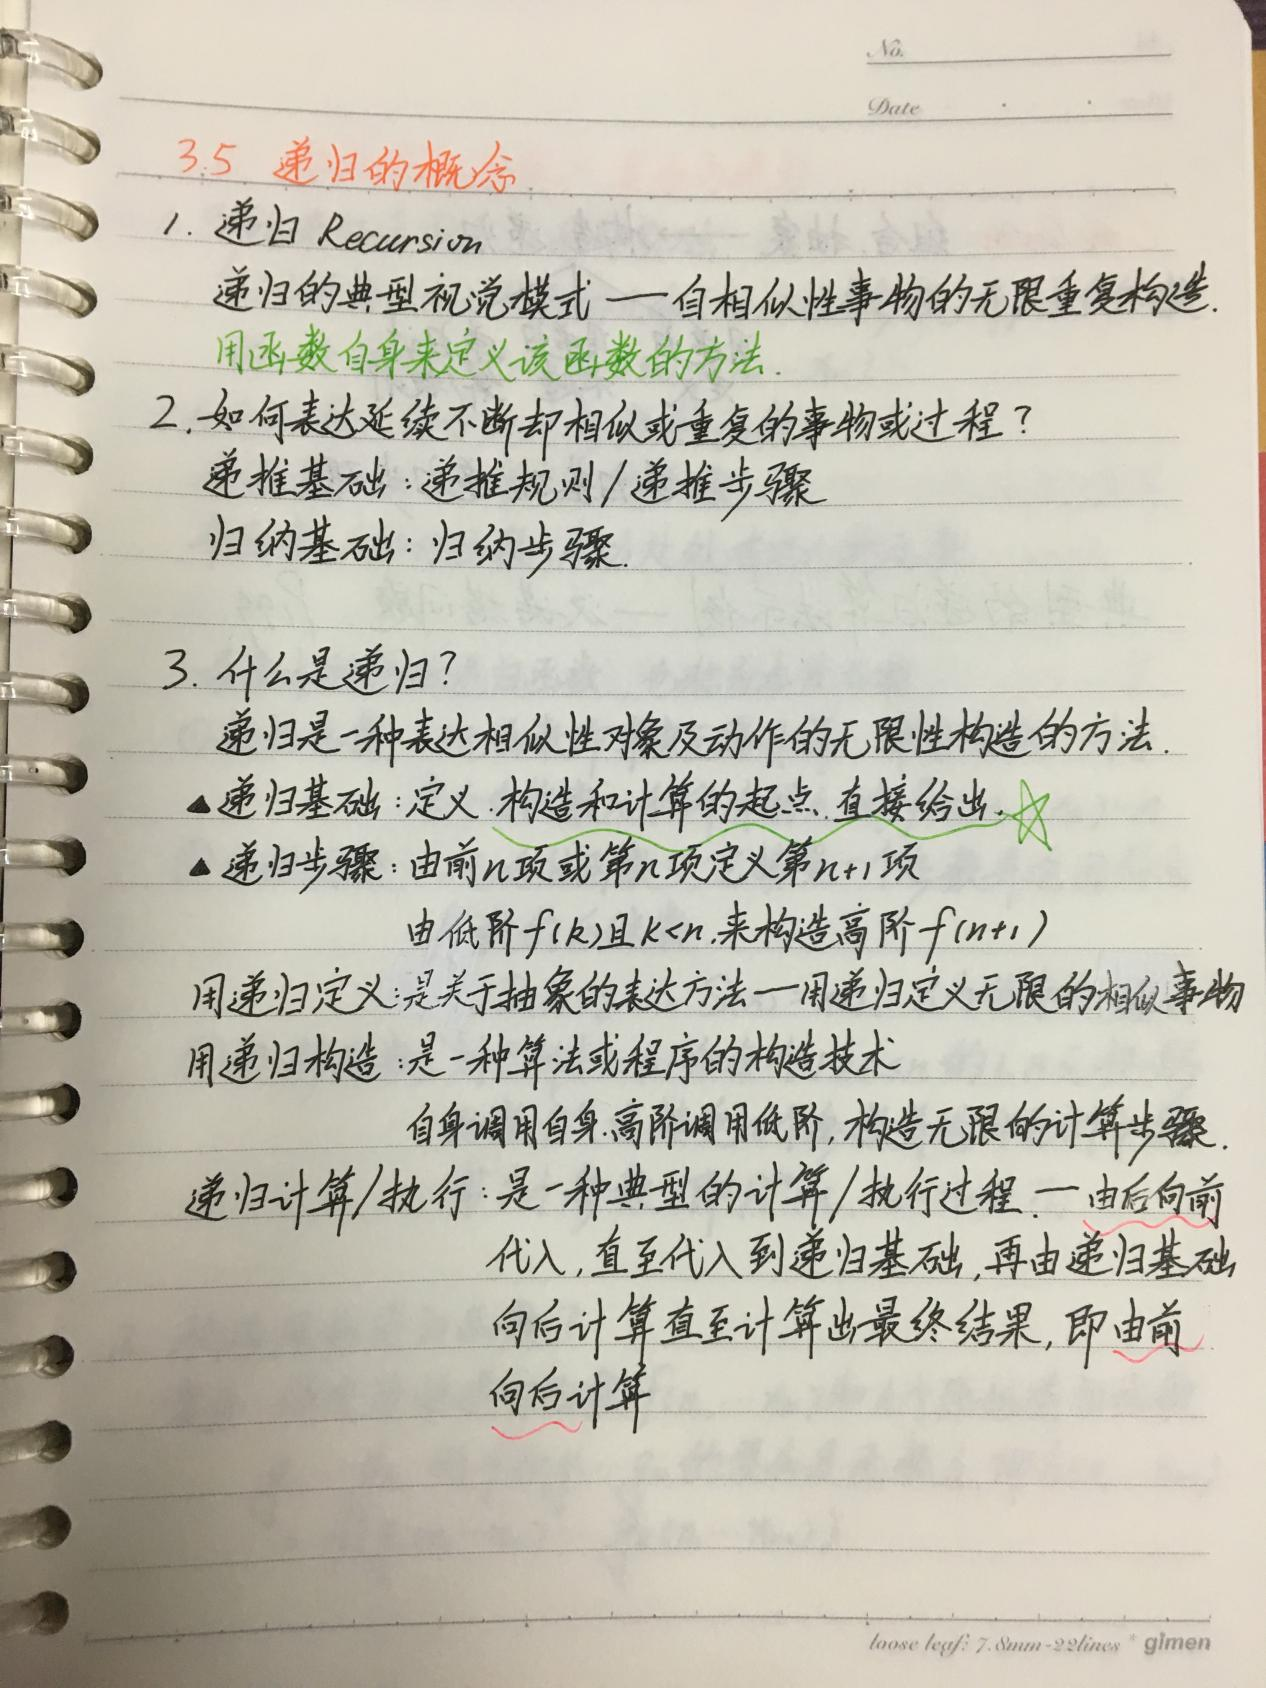 No.
Date
3.5 递归的概念
1. 递归 Recursion
递归的典型视觉模式——自相似性事物的无限重复构造.
用函数自身来定义该函数的方法.
2. 如何表达延续不断却相似或重复的事物或过程?
递推基础:递推规则/递推步骤
归纳基础:归纳步骤.
3. 什么是递归?
递归是一种表达相似性对象及动作的无限性构造的方法.
▲递归基础:定义.构造和计算的起点.直接给出.☆
▲递归步骤:由前n项或第n项定义第n+1项
由低阶f(k)且k<n.来构造高阶f(n+1)
用递归定义:是关于抽象的表达方法—用递归定义无限的相似事物
用递归构造:是一种算法或程序的构造技术
自身调用自身.高阶调用低阶,构造无限的计算步骤.
递归计算/执行:是一种典型的计算/执行过程.—由后向前
代入,直至代入到递归基础,再由递归基础
向后计算直至计算出最终结果,即由前
向后计算
loose leaf: 7.8mm-22lines * gimen